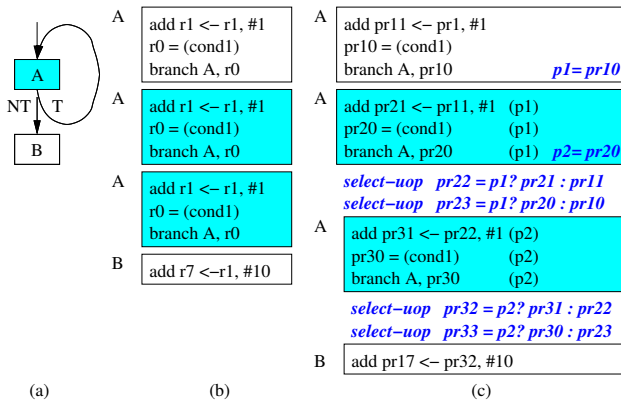 A
NT T
B
(a)
A
add r1 <− r1, #1
r0 = (cond1)
branch A, r0
A
add r1 <− r1, #1
r0 = (cond1)
branch A, r0
A
add r1 <− r1, #1
r0 = (cond1)
branch A, r0
B
add r7 <−r1, #10
(b)
A
add pr11 <− pr1, #1
pr10 = (cond1)
branch A, pr10 p1= pr10
A
add pr21 <− pr11, #1 (p1)
pr20 = (cond1) (p1)
branch A, pr20 (p1) p2= pr20
select−uop pr22 = p1? pr21 : pr11
select−uop pr23 = p1? pr20 : pr10
A
add pr31 <− pr22, #1 (p2)
pr30 = (cond1) (p2)
branch A, pr30 (p2)
select−uop pr32 = p2? pr31 : pr22
select−uop pr33 = p2? pr30 : pr23
B
add pr17 <− pr32, #10
(c)